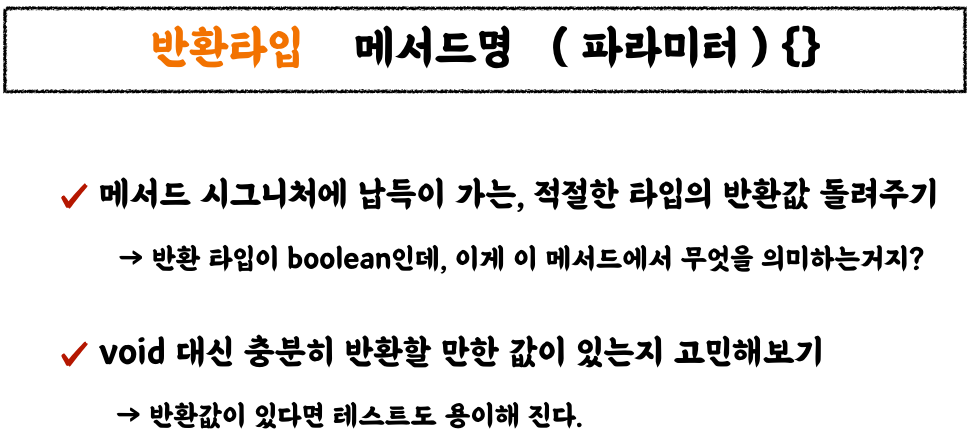 반환타입 메서드명 ( 파라미터 ) {}
✓ 메서드 시그니처에 납득이 가는, 적절한 타입의 반환값 돌려주기
→ 반환 타입이 boolean인데, 이게 이 메서드에서 무엇을 의미하는거지?
✓ void 대신 충분히 반환할 만한 값이 있는지 고민해보기
→ 반환값이 있다면 테스트도 용이해 진다.